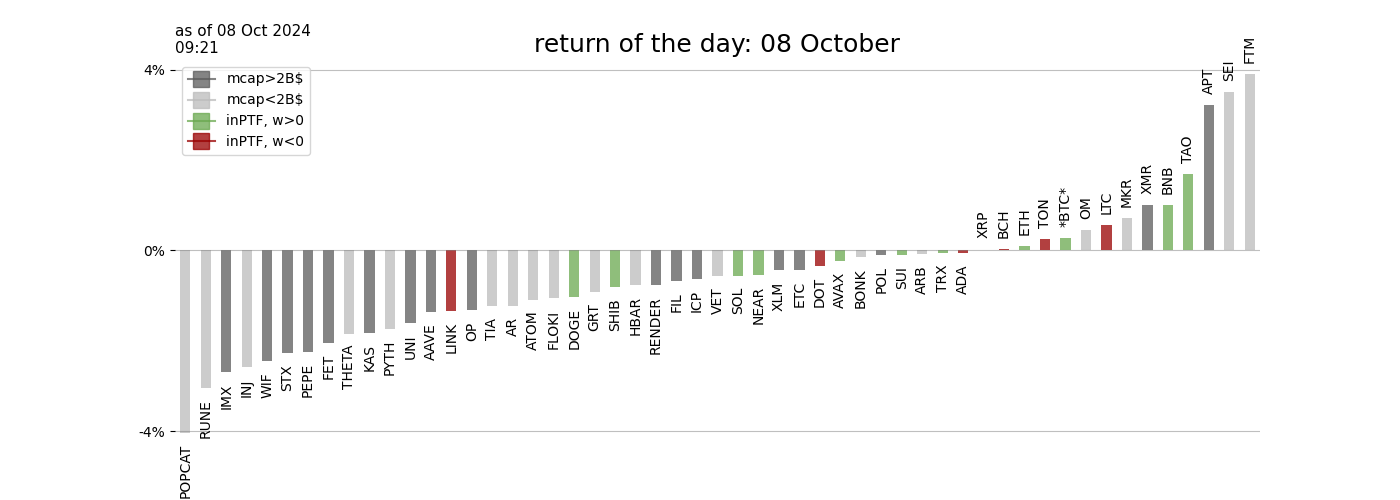 as of 08 Oct 2024
09:21
return of the day: 08 October
4%
0%
-4%
mcap>2B$
mcap<2B$
inPTF, w>0
inPTF, w<0
POPCAT
RUNE
IMX
INJ
WIF
STX
PEPE
FET
THETA
KAS
PYTH
UNI
AAVE
LINK
OP
TIA
AR
ATOM
FLOKI
DOGE
GRT
SHIB
HBAR
RENDER
FIL
ICP
VET
SOL
NEAR
XLM
ETC
DOT
AVAX
BONK
POL
SUI
ARB
TRX
ADA
XRP
BCH
ETH
TON
*BTC*
OM
LTC
MKR
XMR
BNB
TAO
APT
SEI
FTM